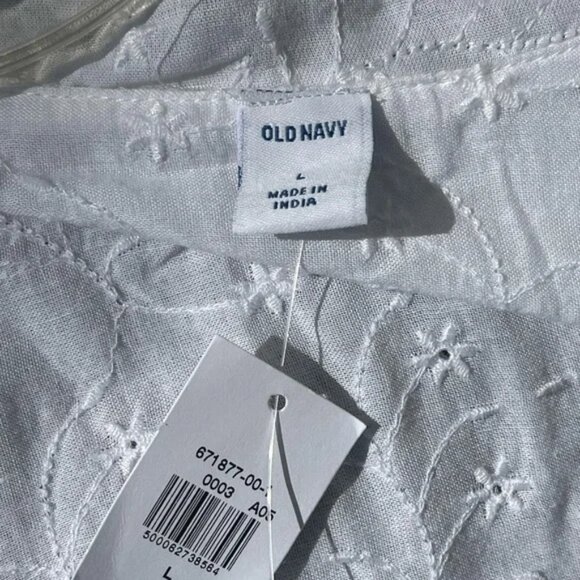 OLD NAVY
L
MADE IN
INDIA
671877-00-
0003 A05
500062738564
L